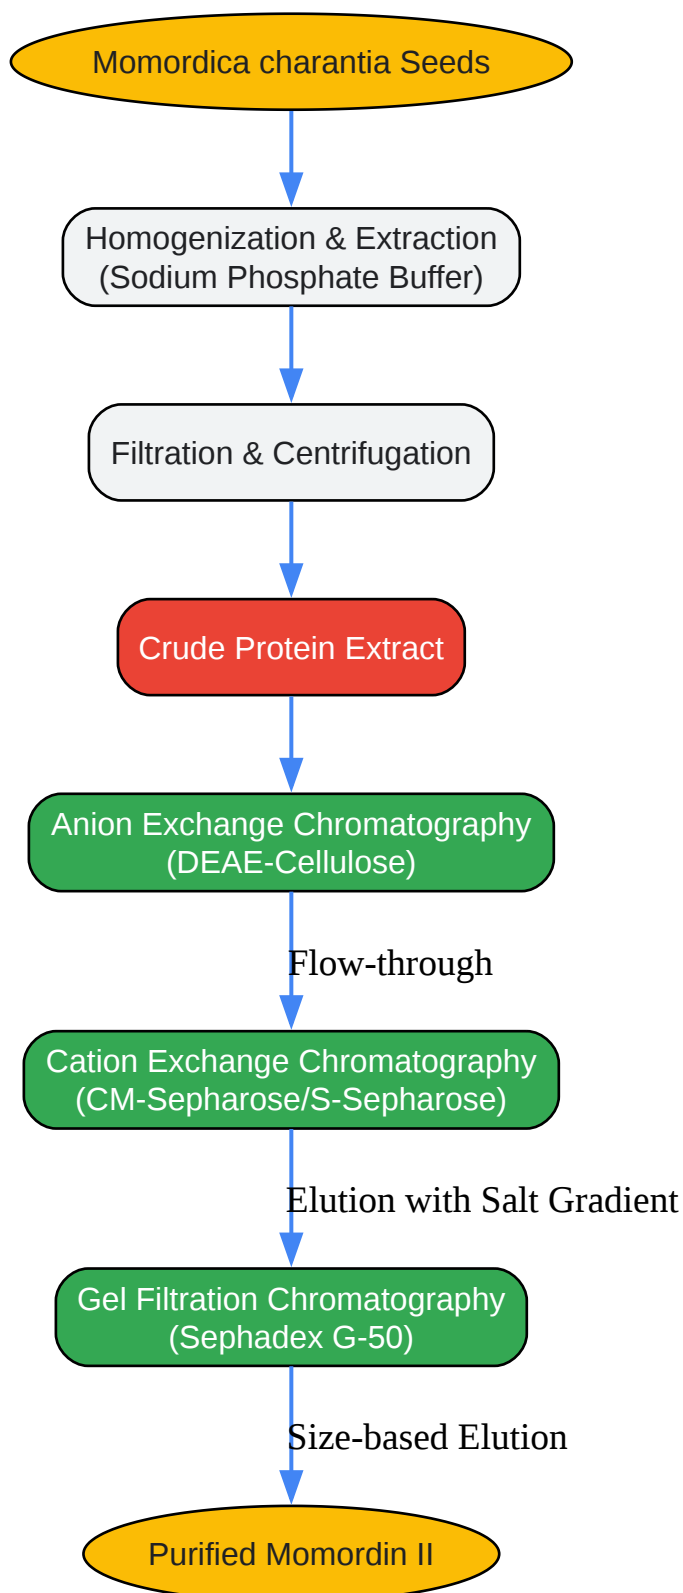 Momordica charantia Seeds
Homogenization & Extraction
(Sodium Phosphate Buffer)
Filtration & Centrifugation
Crude Protein Extract
Anion Exchange Chromatography
(DEAE-Cellulose)
Flow-through
Cation Exchange Chromatography
(CM-Sepharose/S-Sepharose)
Elution with Salt Gradient
Gel Filtration Chromatography
(Sephadex G-50)
Size-based Elution
Purified Momordin II